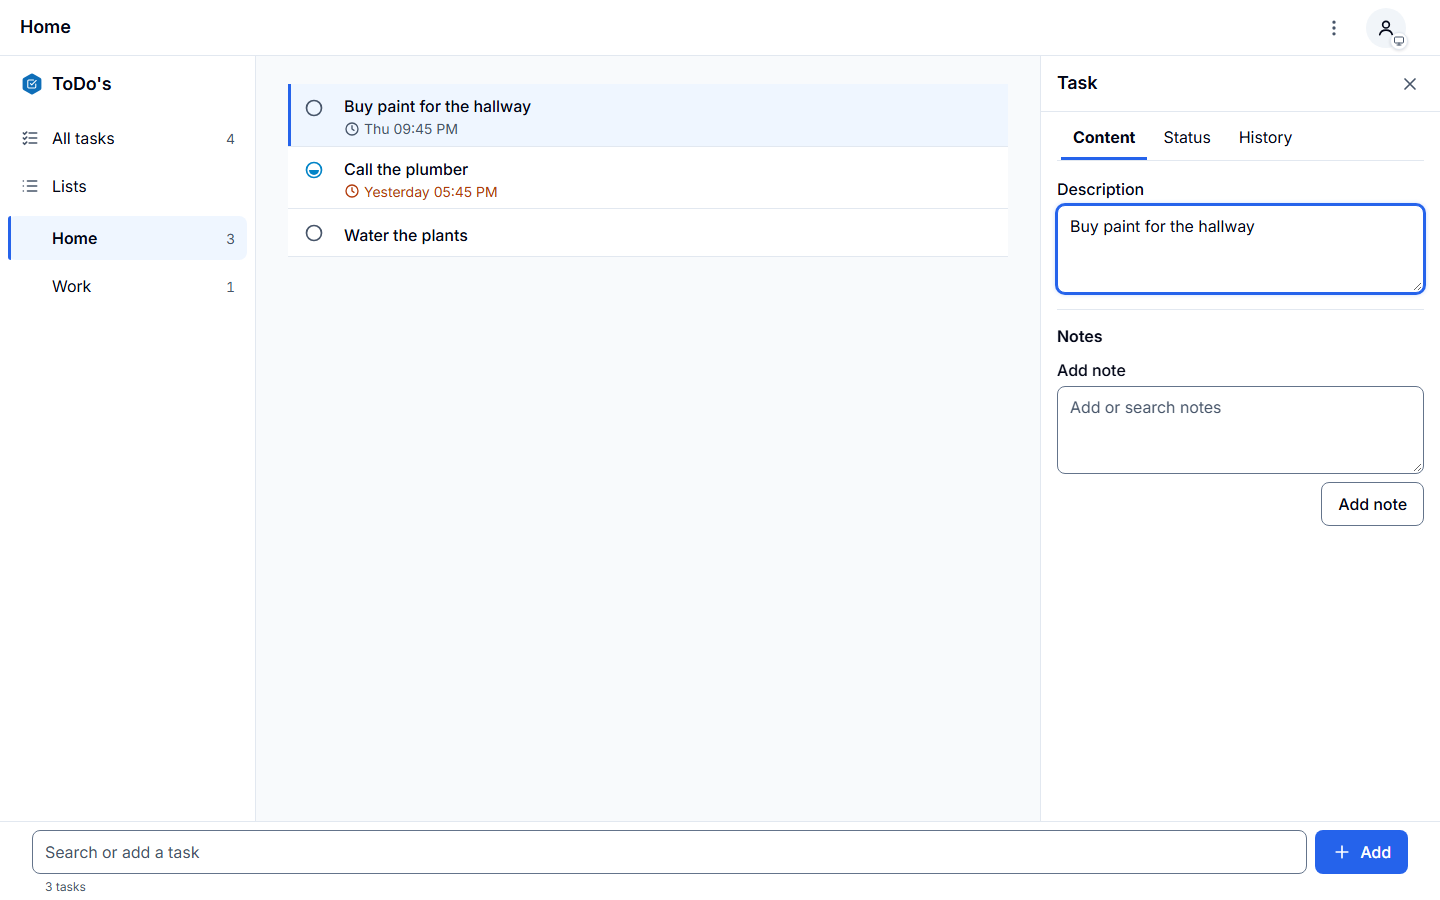 Home
ToDo's
All tasks 4
Lists
Home 3
Work 1
Buy paint for the hallway
Thu 09:45 PM
Call the plumber
Yesterday 05:45 PM
Water the plants
Task
Content Status History
Description
Buy paint for the hallway
Notes
Add note
Add or search notes
Add note
Search or add a task
Add
3 tasks